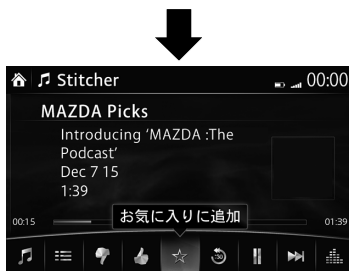 Stitcher
00:00
MAZDA Picks
Introducing 'MAZDA :The
Podcast'
Dec 7 15
1:39
お気に入りに追加
00:15
01:39
:30